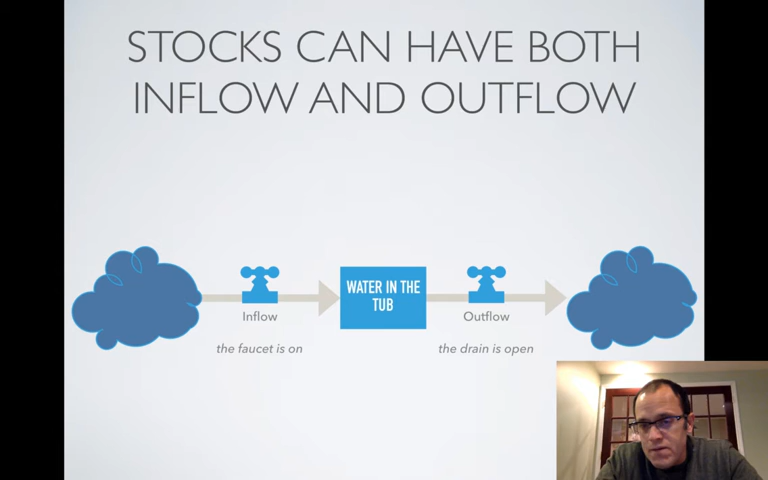 STOCKS CAN HAVE BOTH
INFLOW AND OUTFLOW
WATER IN THE
TUB
Inflow
Outflow
the faucet is on
the drain is open